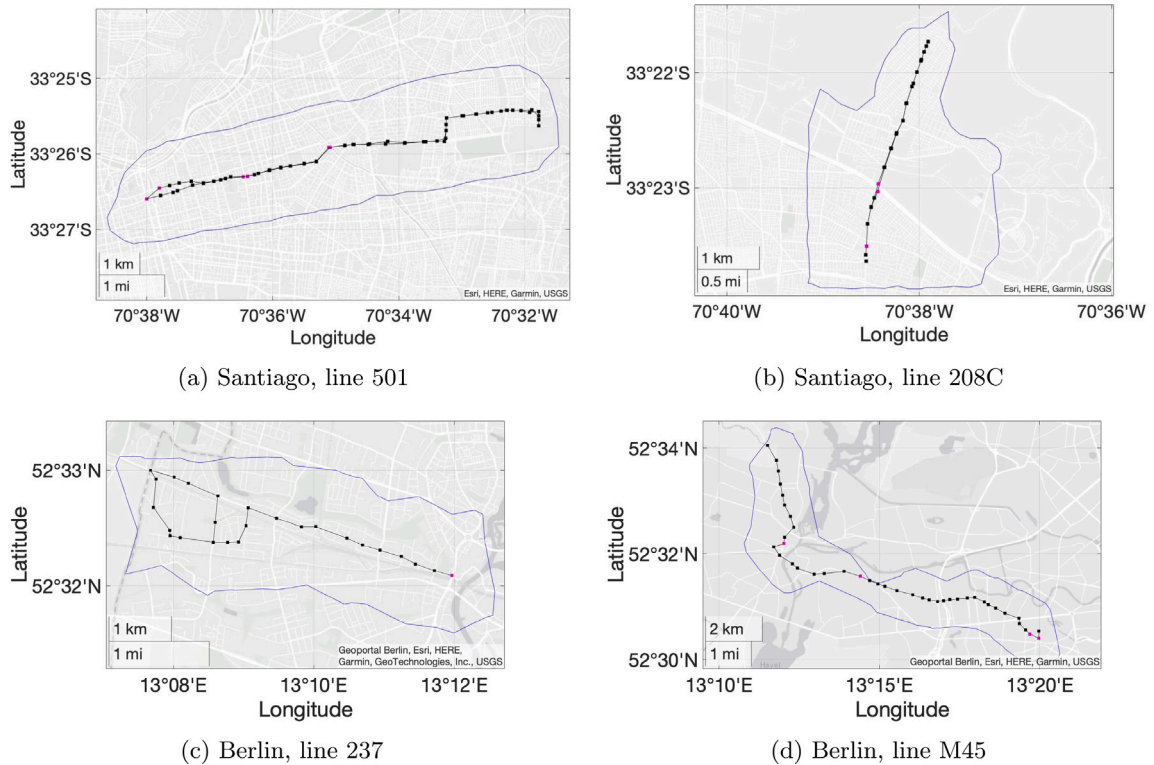 33°25'S
33°26'S
33°27'S
Latitude
1 km
1 mi
Esri, HERE, Garmin, USGS
70°38'W 70°36'W 70°34'W 70°32'W
Longitude
(a) Santiago, line 501
33°22'S
33°23'S
Latitude
1 km
0.5 mi
Esri, HERE, Garmin, USGS
70°40'W 70°38'W 70°36'W
Longitude
(b) Santiago, line 208C
52°33'N
52°32'N
Latitude
1 km
1 mi
Geoportal Berlin, Esri, HERE,
Garmin, GeoTechnologies, Inc., USGS
13°08'E 13°10'E 13°12'E
Longitude
(c) Berlin, line 237
52°34'N
52°32'N
52°30'N
Latitude
2 km
1 mi
Havel
Geoportal Berlin, Esri, HERE, Garmin, USGS
13°10'E 13°15'E 13°20'E
Longitude
(d) Berlin, line M45